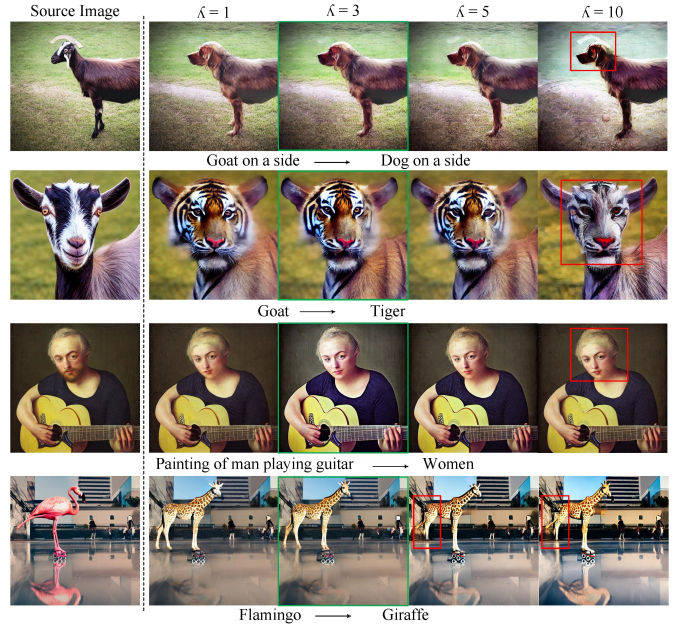 Source Image ʎ = 1 ʎ = 3 ʎ = 5 ʎ = 10
Goat on a side ⟶ Dog on a side
Goat ⟶ Tiger
Painting of man playing guitar ⟶ Women
Flamingo ⟶ Giraffe